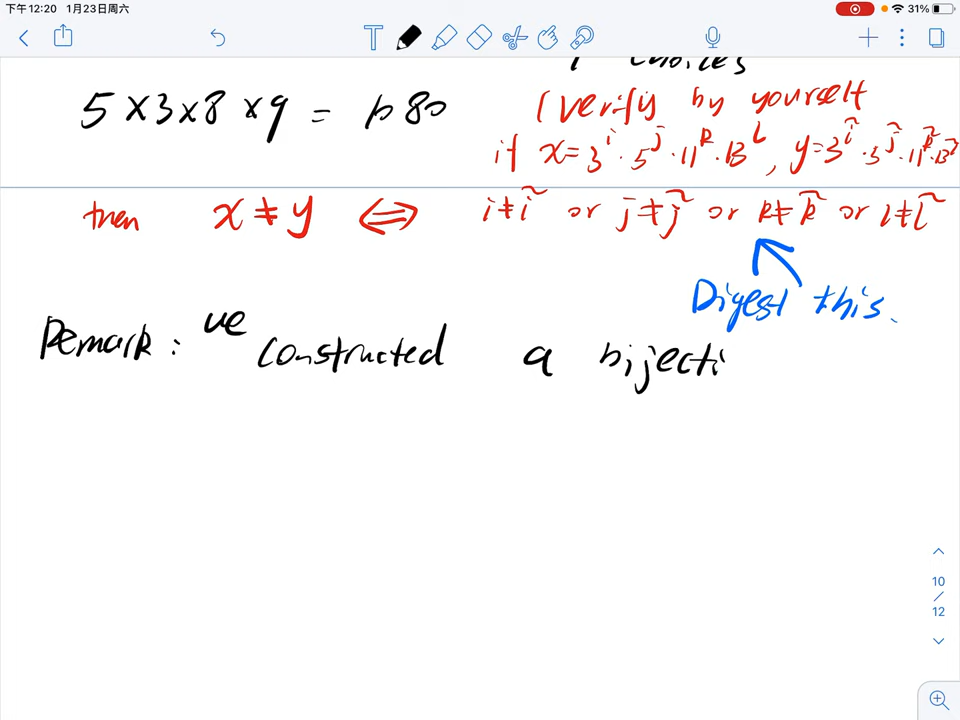 下午12:20 1月23日周六 31%
choices
5 × 3 × 8 × 9 = 1080
(verify by yourself
if x = 3^i · 5^j · 11^k · 13^l , y = 3^ĩ · 5^j̃ · 11^k̃ · 13^l̃
then x ≠ y ⟺ i ≠ ĩ or j ≠ j̃ or k ≠ k̃ or l ≠ l̃
Digest this.
Remark : we constructed a bijecti
10
/
12